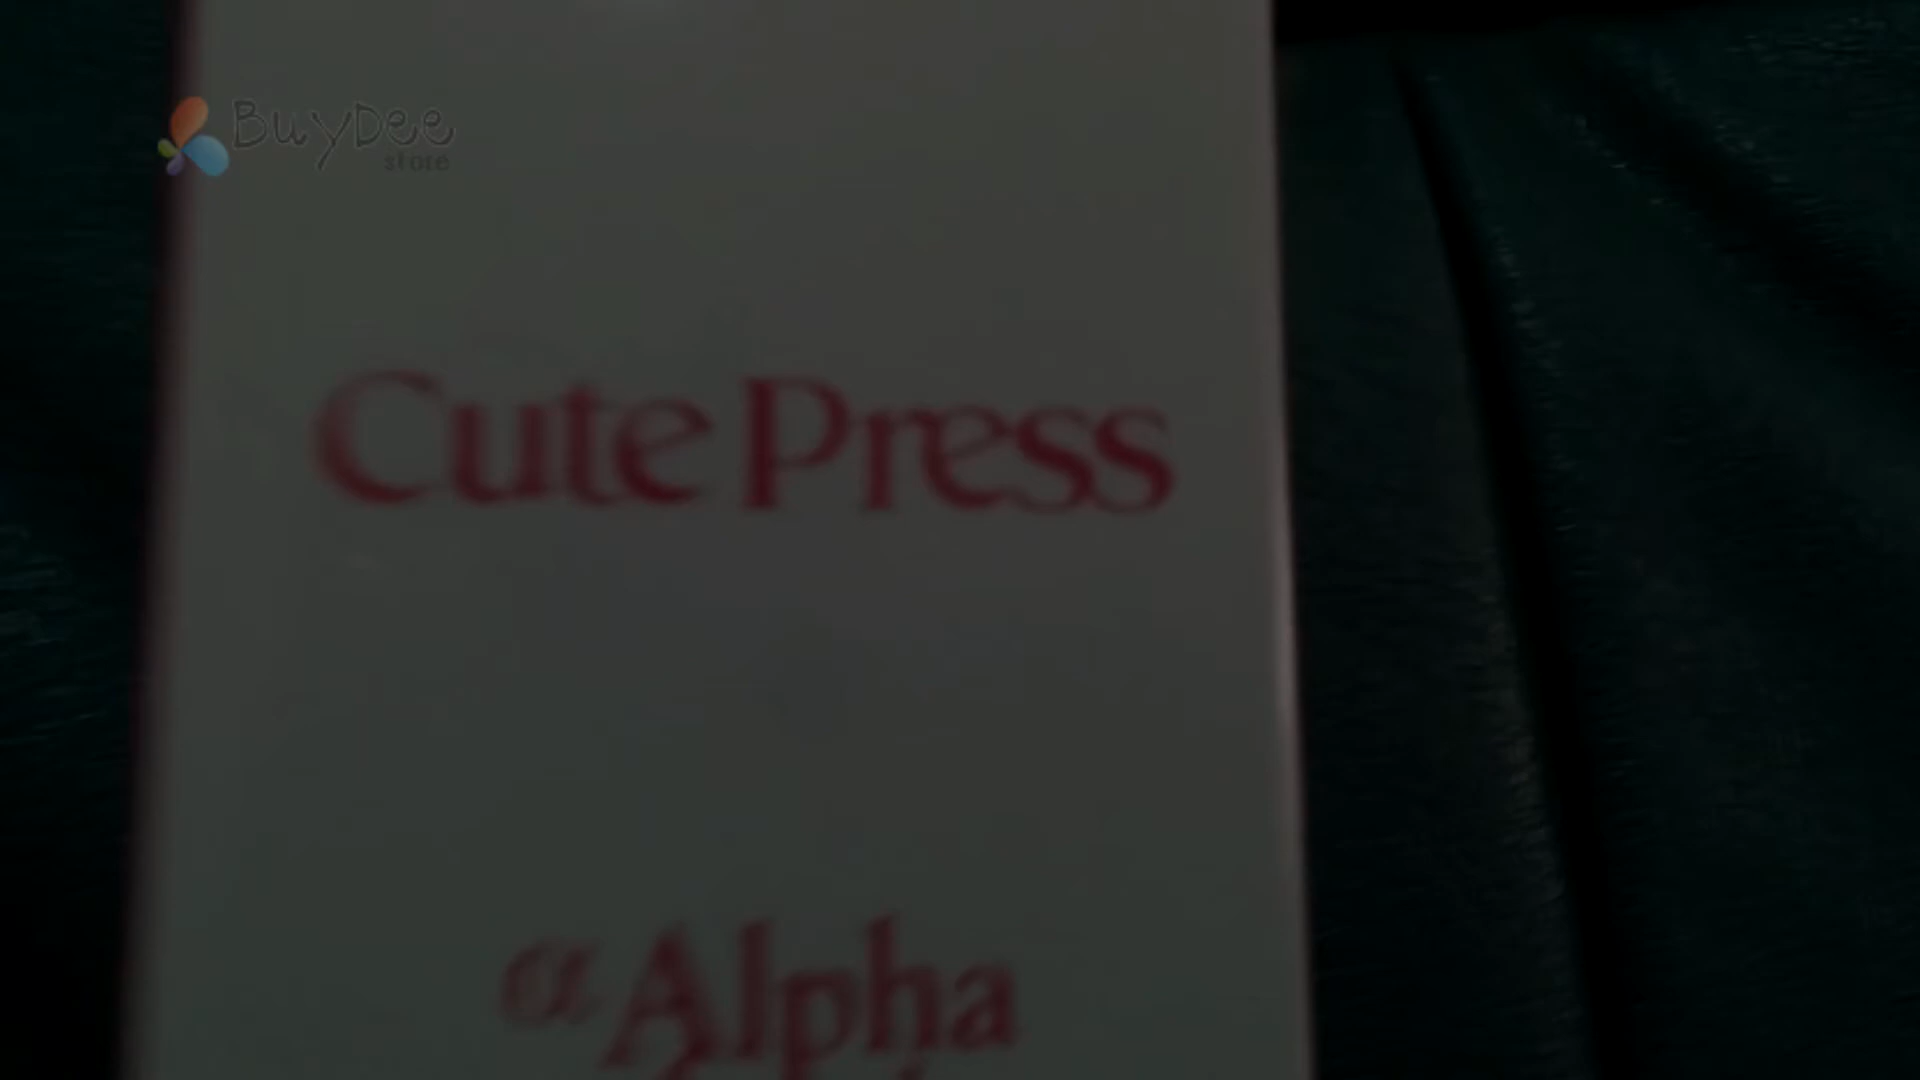 BuyDee
store
Cute Press
α Alpha